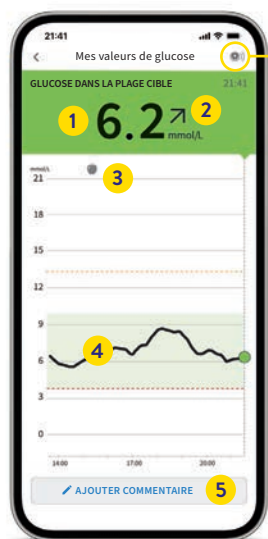 21:41
Mes valeurs de glucose
GLUCOSE DANS LA PLAGE CIBLE 21:41
1 6.2 2
mmol/L
mmol/L
3
21
18
15
12
9
4
6
3
0
14:00 17:00 20:00
AJOUTER COMMENTAIRE 5